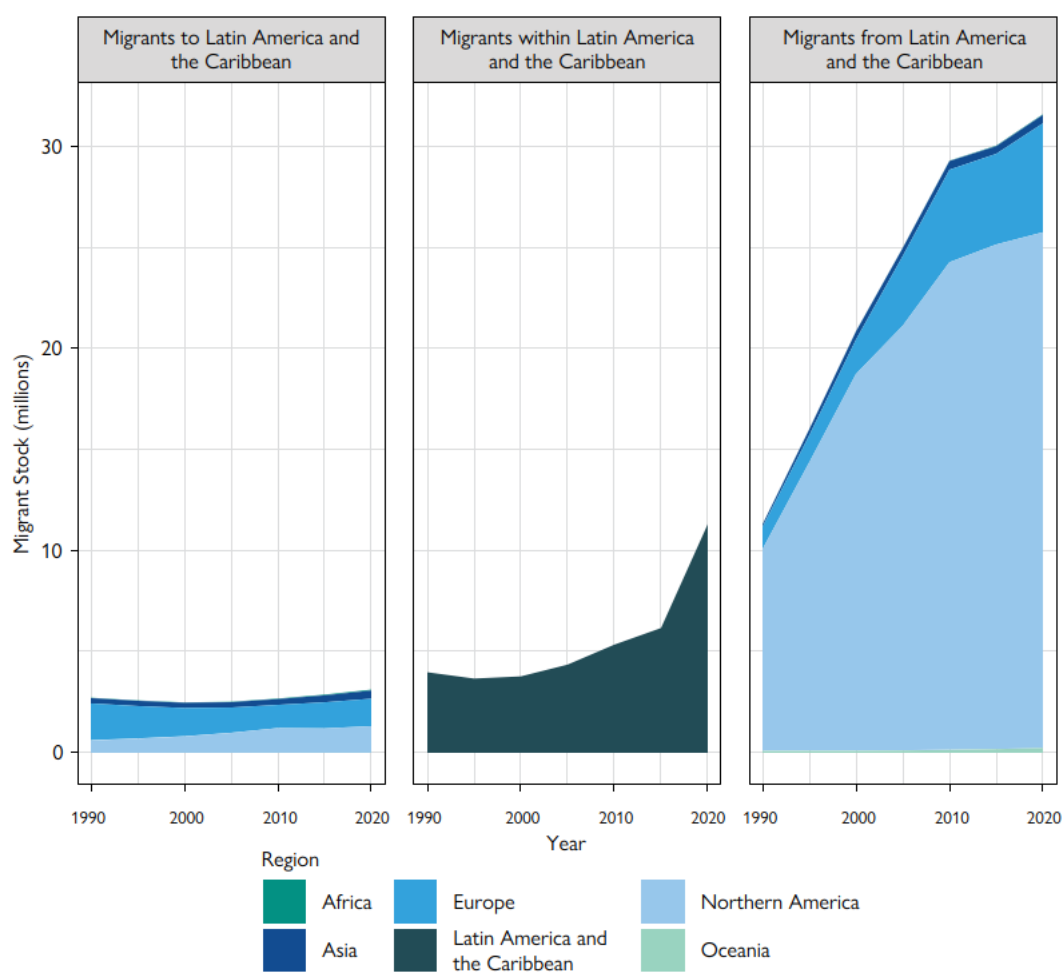 Migrants to Latin America and
the Caribbean
Migrants within Latin America
and the Caribbean
Migrants from Latin America
and the Caribbean
Migrant Stock (millions)
30
20
10
0
1990 2000 2010 2020
1990 2000 2010 2020
1990 2000 2010 2020
Year
Region
Africa
Europe
Northern America
Asia
Latin America and
the Caribbean
Oceania